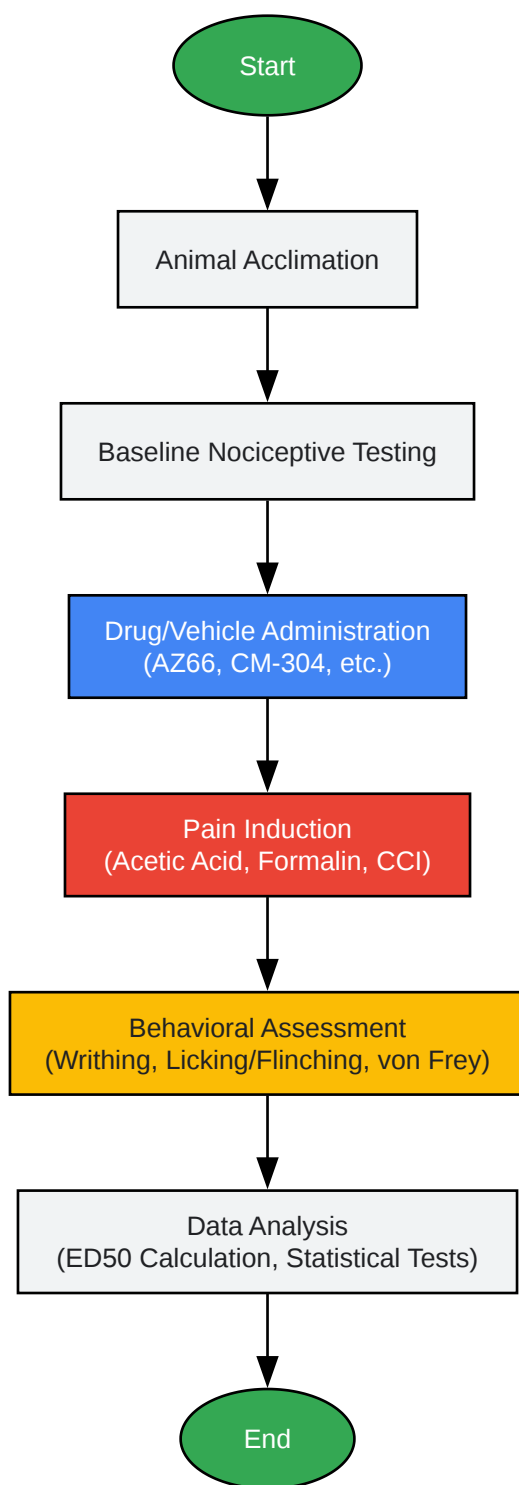 Start
Animal Acclimation
Baseline Nociceptive Testing
Drug/Vehicle Administration
(AZ66, CM-304, etc.)
Pain Induction
(Acetic Acid, Formalin, CCI)
Behavioral Assessment
(Writhing, Licking/Flinching, von Frey)
Data Analysis
(ED50 Calculation, Statistical Tests)
End